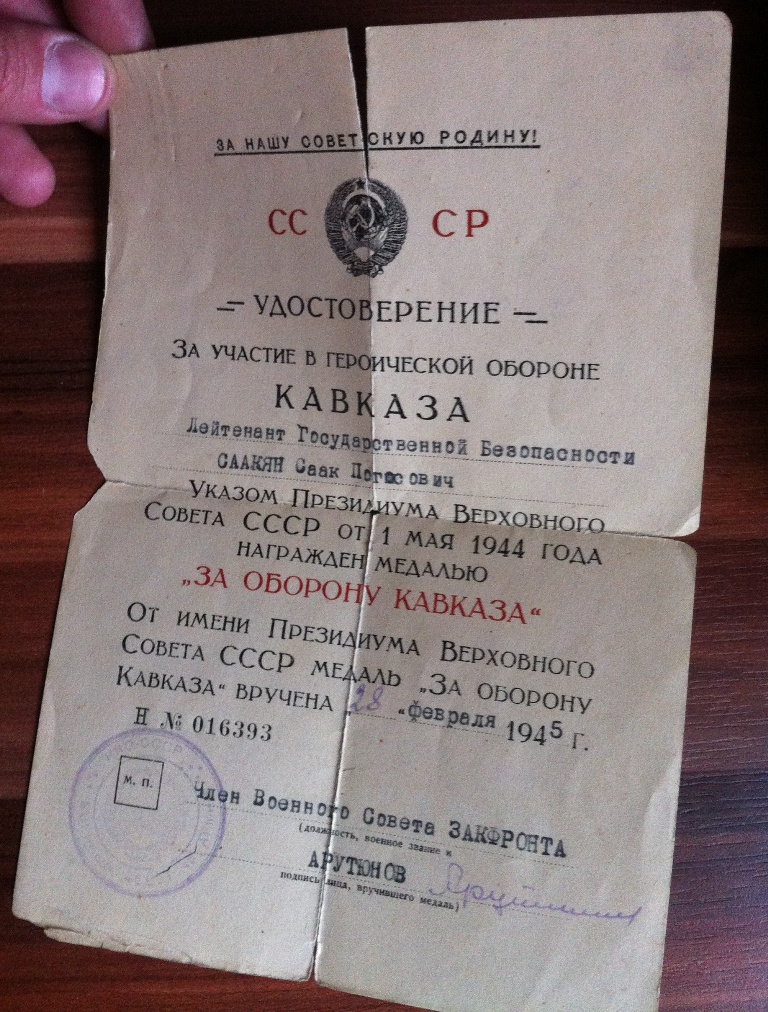 ЗА НАШУ СОВЕТСКУЮ РОДИНУ!
СС СР
УДОСТОВЕРЕНИЕ
ЗА УЧАСТИЕ В ГЕРОИЧЕСКОЙ ОБОРОНЕ
КАВКАЗА
Лейтенант Государственной Безопасности
СААКЯН Саак Погосович
УКАЗОМ ПРЕЗИДИУМА ВЕРХОВНОГО
СОВЕТА СССР ОТ 1 МАЯ 1944 ГОДА
НАГРАЖДЕН МЕДАЛЬЮ
„ЗА ОБОРОНУ КАВКАЗА“
ОТ ИМЕНИ ПРЕЗИДИУМА ВЕРХОВНОГО
СОВЕТА СССР МЕДАЛЬ „ЗА ОБОРОНУ
КАВКАЗА“ ВРУЧЕНА „28“ февраля 1945 Г.
Н № 016393
М. П.
Член Военного Совета ЗАКФРОНТА
(должность, военное звание и
АРУТЮНОВ
подпись лица, вручившего медаль)